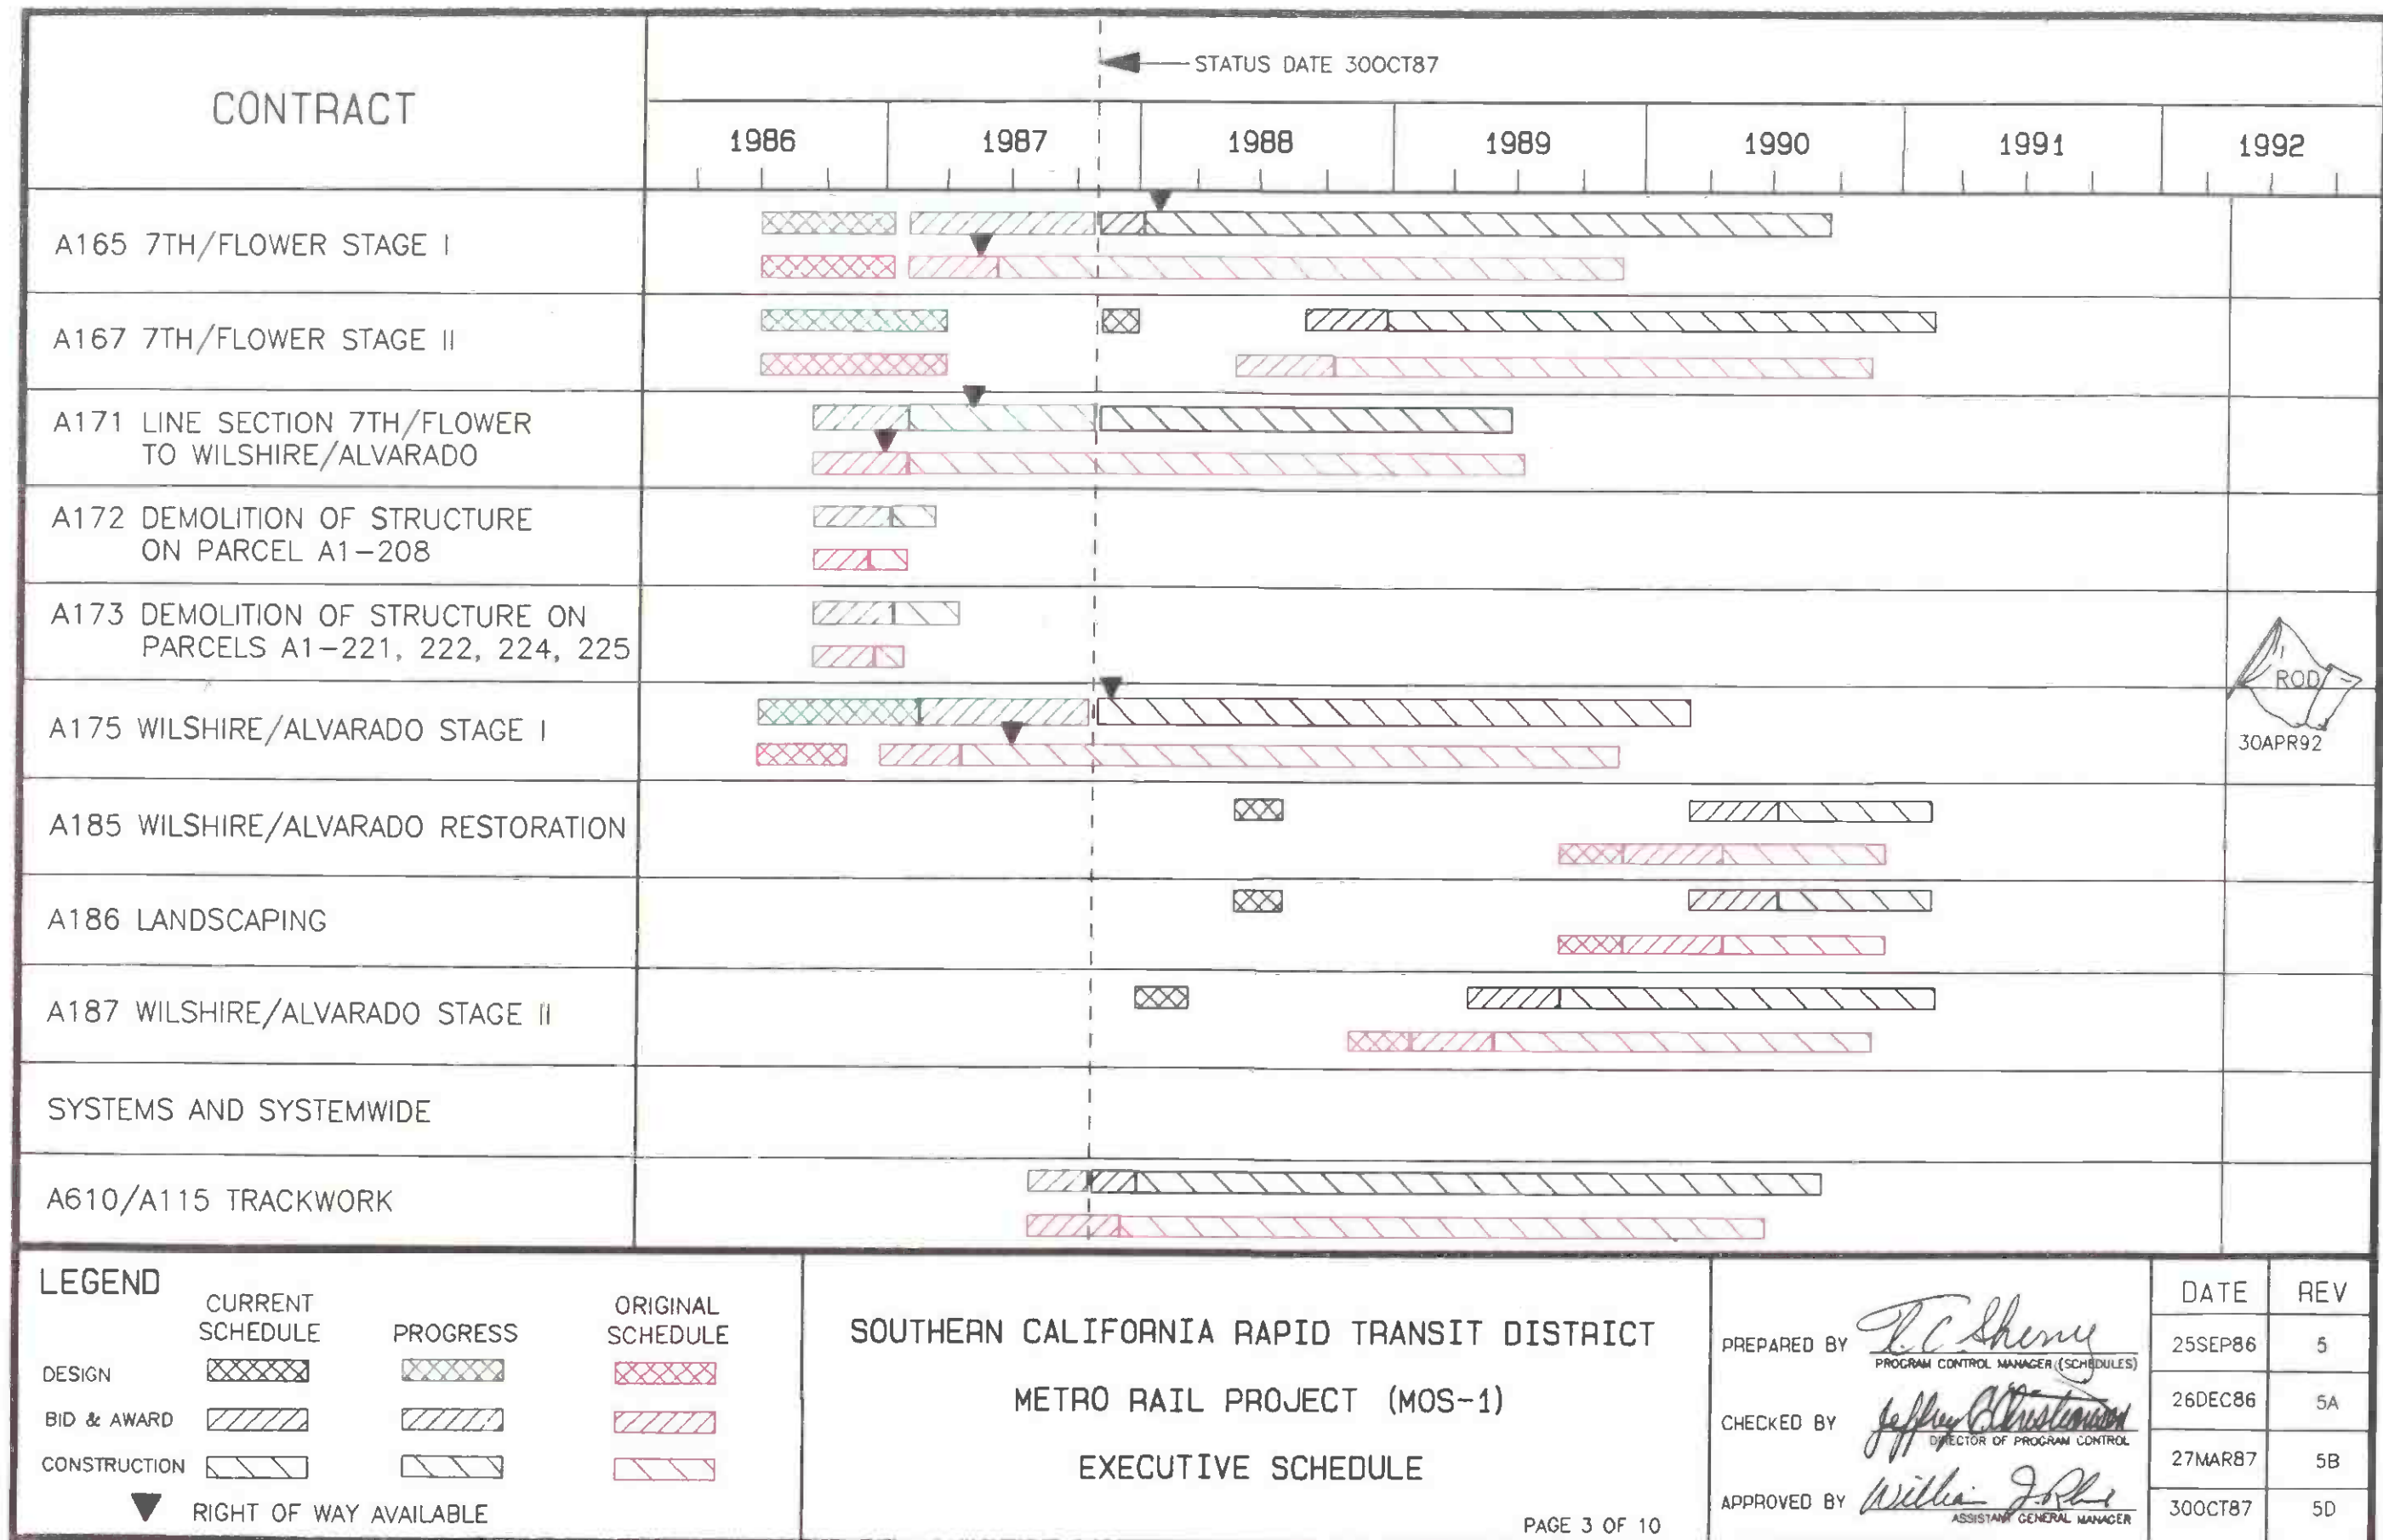 CONTRACT
STATUS DATE 30OCT87
1986 1987 1988 1989 1990 1991 1992
A165 7TH/FLOWER STAGE I
A167 7TH/FLOWER STAGE II
A171 LINE SECTION 7TH/FLOWER
TO WILSHIRE/ALVARADO
A172 DEMOLITION OF STRUCTURE
ON PARCEL A1-208
A173 DEMOLITION OF STRUCTURE ON
PARCELS A1-221, 222, 224, 225
ROD
30APR92
A175 WILSHIRE/ALVARADO STAGE I
A185 WILSHIRE/ALVARADO RESTORATION
A186 LANDSCAPING
A187 WILSHIRE/ALVARADO STAGE II
SYSTEMS AND SYSTEMWIDE
A610/A115 TRACKWORK
LEGEND
CURRENT
SCHEDULE
PROGRESS
ORIGINAL
SCHEDULE
DESIGN
BID & AWARD
CONSTRUCTION
RIGHT OF WAY AVAILABLE
SOUTHERN CALIFORNIA RAPID TRANSIT DISTRICT
METRO RAIL PROJECT (MOS-1)
EXECUTIVE SCHEDULE
PAGE 3 OF 10
PREPARED BY
PROGRAM CONTROL MANAGER (SCHEDULES)
CHECKED BY Jeffrey
DIRECTOR OF PROGRAM CONTROL
APPROVED BY William J.
ASSISTANT GENERAL MANAGER
DATE REV
25SEP86 5
26DEC86 5A
27MAR87 5B
30OCT87 5D